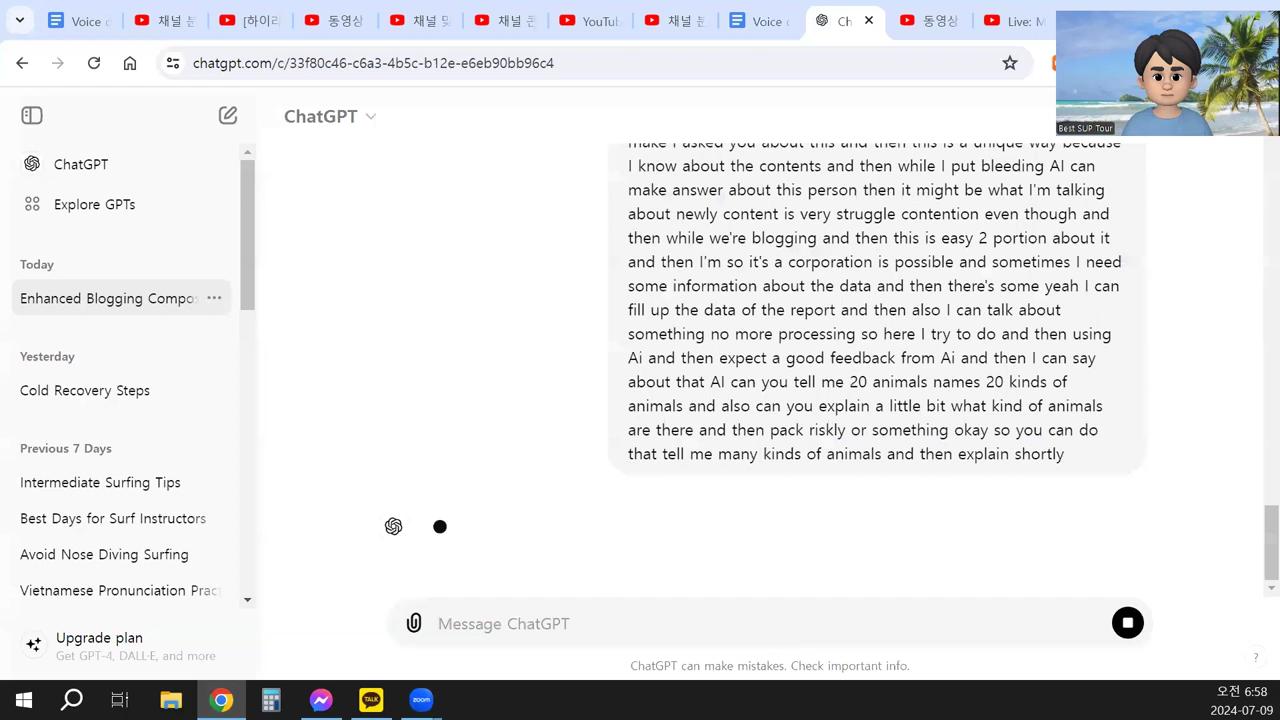 Voice
채널 분
[하이라
동영상
채널 및
채널 콘
YouTub
채널 분
Voice
Ch
동영상
Live: M
chatgpt.com/c/33f80c46-c6a3-4b5c-b12e-e6eb90bb96c4
Best SUP Tour
ChatGPT
ChatGPT
Explore GPTs
Today
Enhanced Blogging Compos
Yesterday
Cold Recovery Steps
Previous 7 Days
Intermediate Surfing Tips
Best Days for Surf Instructors
Avoid Nose Diving Surfing
Vietnamese Pronunciation Prac
Upgrade plan
Get GPT-4, DALL·E, and more
make I asked you about this and then this is a unique way because
I know about the contents and then while I put bleeding AI can
make answer about this person then it might be what I'm talking
about newly content is very struggle contention even though and
then while we're blogging and then this is easy 2 portion about it
and then I'm so it's a corporation is possible and sometimes I need
some information about the data and then there's some yeah I can
fill up the data of the report and then also I can talk about
something no more processing so here I try to do and then using
Ai and then expect a good feedback from Ai and then I can say
about that AI can you tell me 20 animals names 20 kinds of
animals and also can you explain a little bit what kind of animals
are there and then pack riskly or something okay so you can do
that tell me many kinds of animals and then explain shortly
Message ChatGPT
ChatGPT can make mistakes. Check important info.
?
TALK
zoom
오전 6:58
2024-07-09